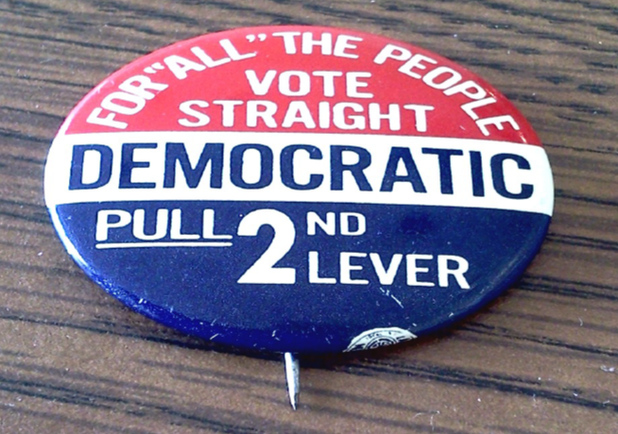 FOR "ALL" THE PEOPLE
VOTE
STRAIGHT
DEMOCRATIC
PULL 2ND
LEVER